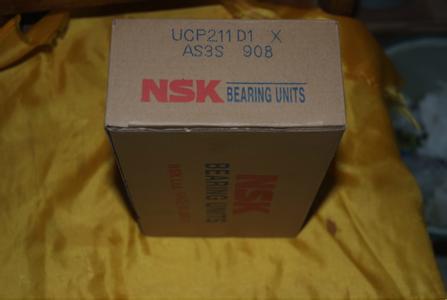 UCP211D1 X
AS3S 908
NSK BEARING UNITS
NSK
BEARING UNITS